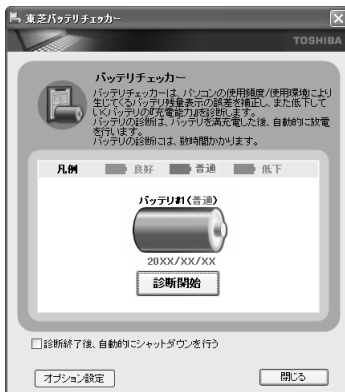 東芝バッテリチェッカー
TOSHIBA
バッテリチェッカー
バッテリチェッカーは、パソコンの使用頻度/使用環境により
生じてくるバッテリ残量表示の誤差を補正し、また低下して
いくバッテリの『充電能力』を診断します。
バッテリの診断は、バッテリを満充電した後、自動的に放電
を行います。
バッテリの診断には、数時間かかります。
凡例 良好 普通 低下
バッテリ#1(普通)
20XX/XX/XX
診断開始
診断終了後、自動的にシャットダウンを行う
オプション設定 閉じる